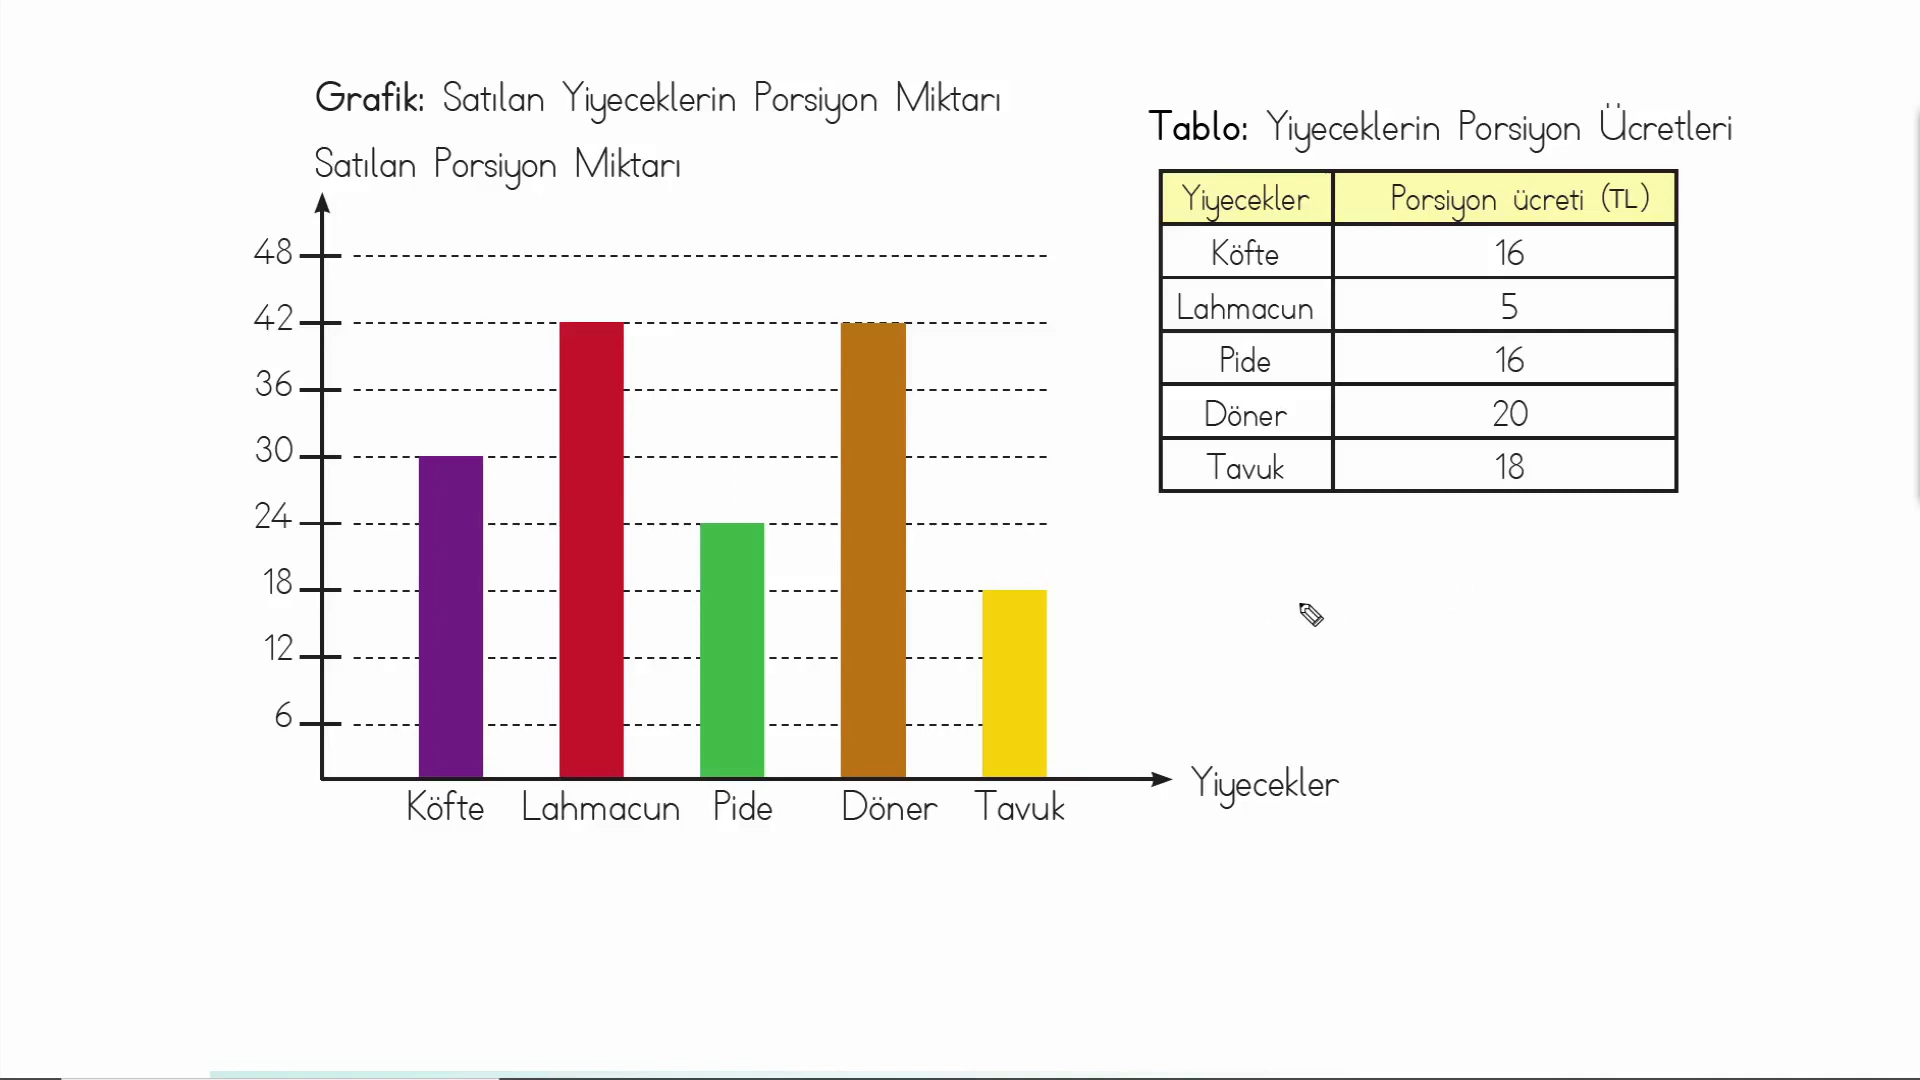 Grafik: Satılan Yiyeceklerin Porsiyon Miktarı
Satılan Porsiyon Miktarı
48
42
36
30
24
18
12
6
Köfte Lahmacun Pide Döner Tavuk
Yiyecekler
Tablo: Yiyeceklerin Porsiyon Ücretleri
Yiyecekler Porsiyon ücreti (TL)
Köfte 16
Lahmacun 5
Pide 16
Döner 20
Tavuk 18